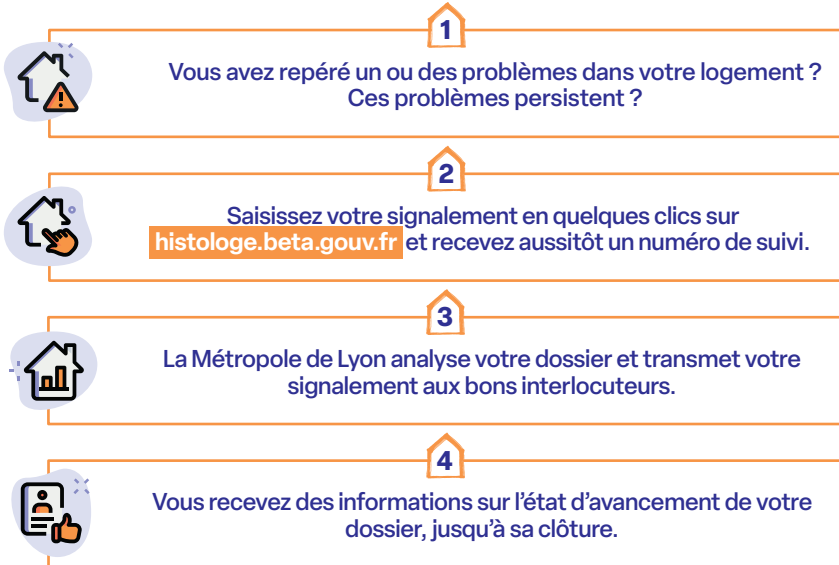 1
Vous avez repéré un ou des problèmes dans votre logement ?
Ces problèmes persistent ?
2
Saisissez votre signalement en quelques clics sur
histologe.beta.gouv.fr et recevez aussitôt un numéro de suivi.
3
La Métropole de Lyon analyse votre dossier et transmet votre
signalement aux bons interlocuteurs.
4
Vous recevez des informations sur l’état d’avancement de votre
dossier, jusqu’à sa clôture.